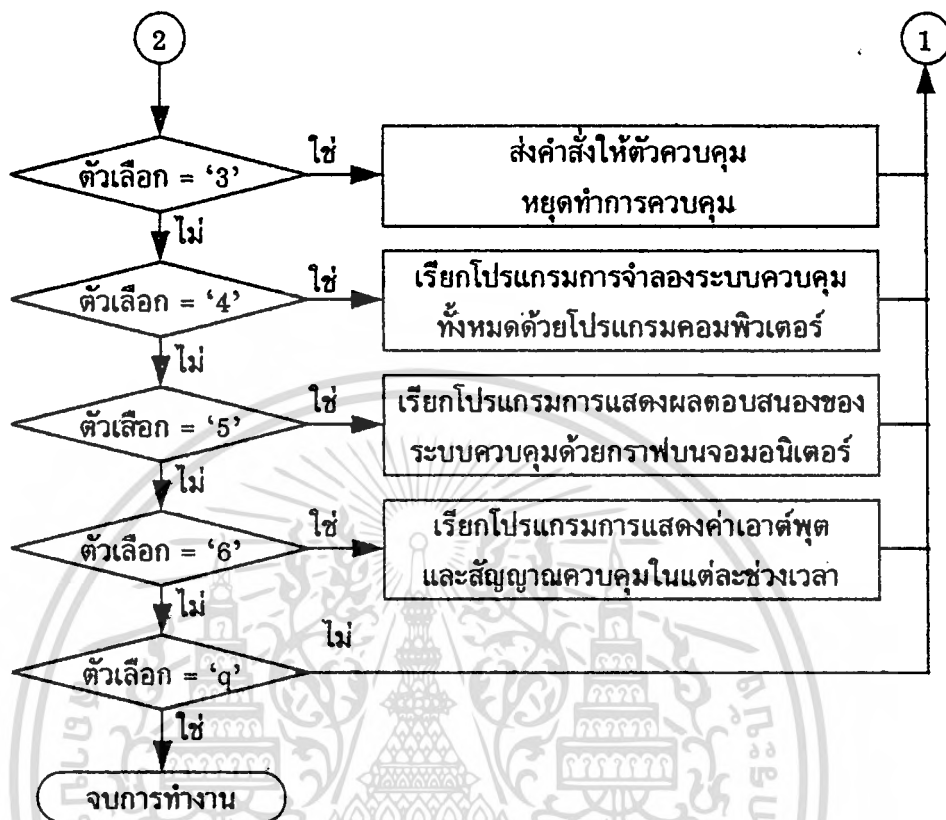 2
1
ตัวเลือก = ‘3’
ใช่
ส่งคำสั่งให้ตัวควบคุม
หยุดทำการควบคุม
ไม่
ตัวเลือก = ‘4’
ใช่
เรียกโปรแกรมการจำลองระบบควบคุม
ทั้งหมดด้วยโปรแกรมคอมพิวเตอร์
ไม่
ตัวเลือก = ‘5’
ใช่
เรียกโปรแกรมการแสดงผลตอบสนองของ
ระบบควบคุมด้วยกราฟบนจอมอนิเตอร์
ไม่
ตัวเลือก = ‘6’
ใช่
เรียกโปรแกรมการแสดงค่าเอาต์พุต
และสัญญาณควบคุมในแต่ละช่วงเวลา
ไม่
ตัวเลือก = ‘q’
ไม่
ใช่
จบการทำงาน